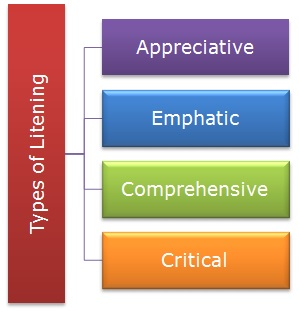 Types of Litening
Appreciative
Emphatic
Comprehensive
Critical